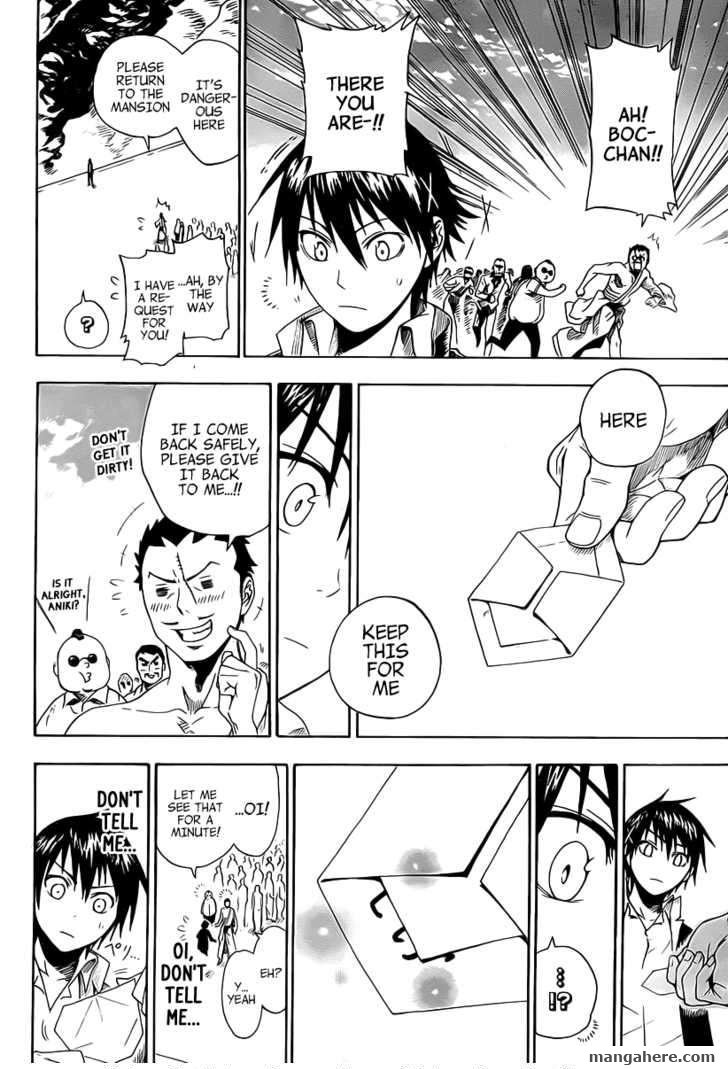 AH!
BOC-
CHAN!!
THERE
YOU
ARE-!!
IT'S
DANGER-
OUS
HERE
PLEASE
RETURN
TO THE
MANSION
...AH, BY
THE
WAY
I HAVE
A RE-
QUEST
FOR
YOU!
?
HERE
KEEP
THIS
FOR
ME
IF I COME
BACK SAFELY,
PLEASE GIVE
IT BACK
TO ME...!!
DON'T
GET IT
DIRTY!
IS IT
ALRIGHT,
ANIKI?
...
!?
...OI!
LET ME
SEE THAT
FOR A
MINUTE!
EH?
Y...
YEAH
OI,
DON'T
TELL
ME...
DON'T
TELL
ME...
www.mangahere.com